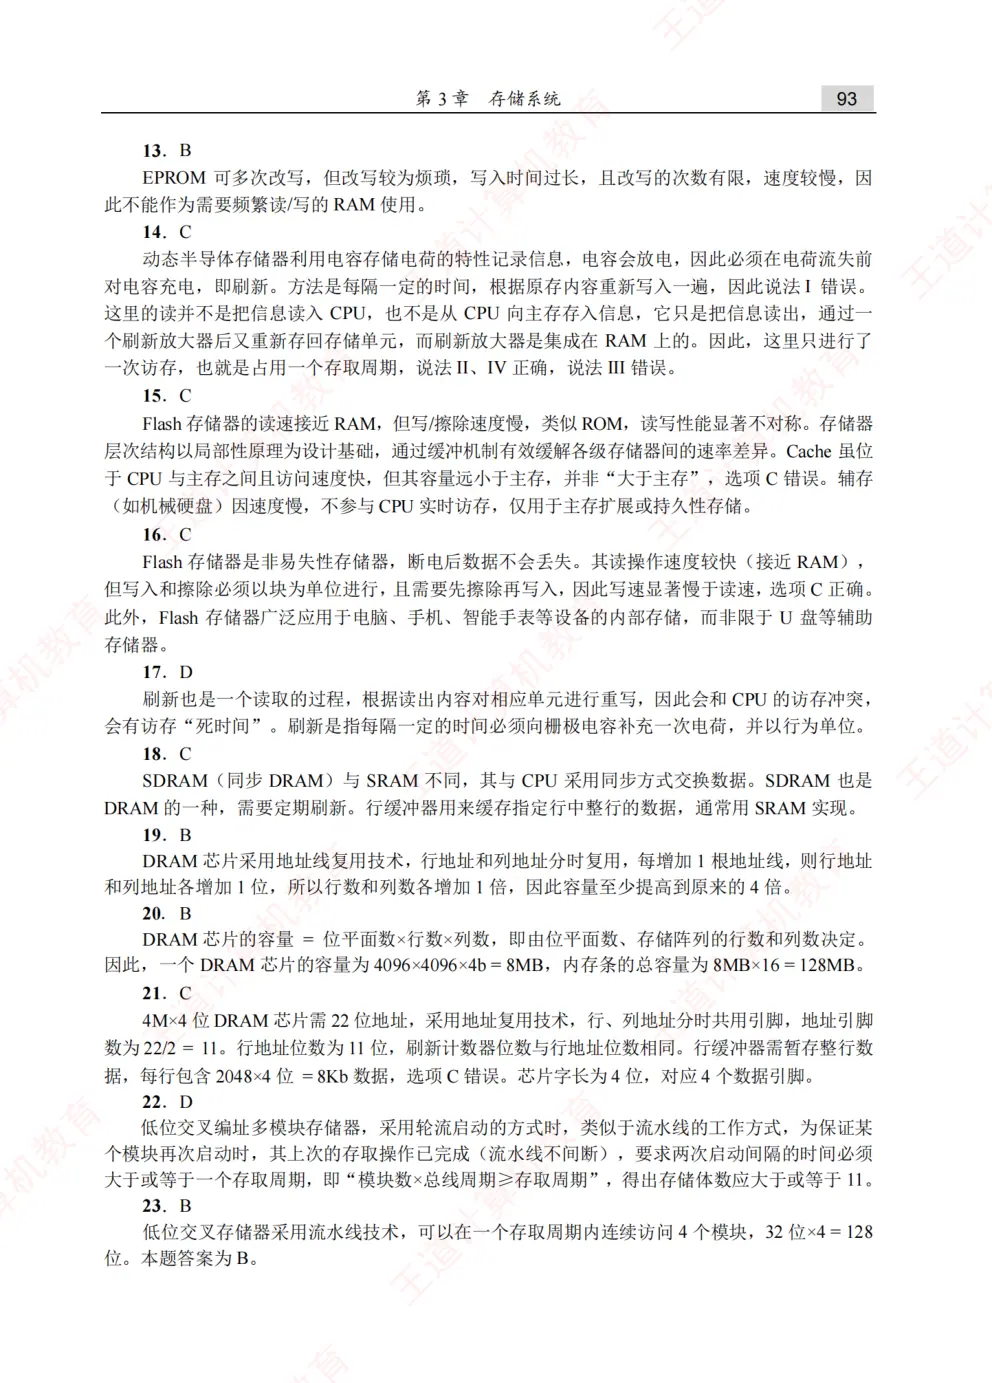 第 3 章 存储系统 93
13．B
EPROM 可多次改写，但改写较为烦琐，写入时间过长，且改写的次数有限，速度较慢，因
此不能作为需要频繁读/写的 RAM 使用。
14．C
动态半导体存储器利用电容存储电荷的特性记录信息，电容会放电，因此必须在电荷流失前
对电容充电，即刷新。方法是每隔一定的时间，根据原存内容重新写入一遍，因此说法 I 错误。
这里的读并不是把信息读入 CPU，也不是从 CPU 向主存存入信息，它只是把信息读出，通过一
个刷新放大器后又重新存回存储单元，而刷新放大器是集成在 RAM 上的。因此，这里只进行了
一次访存，也就是占用一个存取周期，说法 II、IV 正确，说法 III 错误。
15．C
Flash 存储器的读速接近 RAM，但写/擦除速度慢，类似 ROM，读写性能显著不对称。存储器
层次结构以局部性原理为设计基础，通过缓冲机制有效缓解各级存储器间的速率差异。Cache 虽位
于 CPU 与主存之间且访问速度快，但其容量远小于主存，并非“大于主存”，选项 C 错误。辅存
（如机械硬盘）因速度慢，不参与 CPU 实时访存，仅用于主存扩展或持久性存储。
16．C
Flash 存储器是非易失性存储器，断电后数据不会丢失。其读操作速度较快（接近 RAM），
但写入和擦除必须以块为单位进行，且需要先擦除再写入，因此写速显著慢于读速，选项 C 正确。
此外，Flash 存储器广泛应用于电脑、手机、智能手表等设备的内部存储，而非限于 U 盘等辅助
存储器。
17．D
刷新也是一个读取的过程，根据读出内容对相应单元进行重写，因此会和 CPU 的访存冲突，
会有访存“死时间”。刷新是指每隔一定的时间必须向栅极电容补充一次电荷，并以行为单位。
18．C
SDRAM（同步 DRAM）与 SRAM 不同，其与 CPU 采用同步方式交换数据。SDRAM 也是
DRAM 的一种，需要定期刷新。行缓冲器用来缓存指定行中整行的数据，通常用 SRAM 实现。
19．B
DRAM 芯片采用地址线复用技术，行地址和列地址分时复用，每增加 1 根地址线，则行地址
和列地址各增加 1 位，所以行数和列数各增加 1 倍，因此容量至少提高到原来的 4 倍。
20．B
DRAM 芯片的容量 = 位平面数×行数×列数，即由位平面数、存储阵列的行数和列数决定。
因此，一个 DRAM 芯片的容量为 4096×4096×4b = 8MB，内存条的总容量为 8MB×16 = 128MB。
21．C
4M×4 位 DRAM 芯片需 22 位地址，采用地址复用技术，行、列地址分时共用引脚，地址引脚
数为 22/2 = 11。行地址位数为 11 位，刷新计数器位数与行地址位数相同。行缓冲器需暂存整行数
据，每行包含 2048×4 位 = 8Kb 数据，选项 C 错误。芯片字长为 4 位，对应 4 个数据引脚。
22．D
低位交叉编址多模块存储器，采用轮流启动的方式时，类似于流水线的工作方式，为保证某
个模块再次启动时，其上次的存取操作已完成（流水线不间断），要求两次启动间隔的时间必须
大于或等于一个存取周期，即“模块数×总线周期≥存取周期”，得出存储体数应大于或等于 11。
23．B
低位交叉存储器采用流水线技术，可以在一个存取周期内连续访问 4 个模块，32 位×4 = 128
位。本题答案为 B。
王道计算机教育